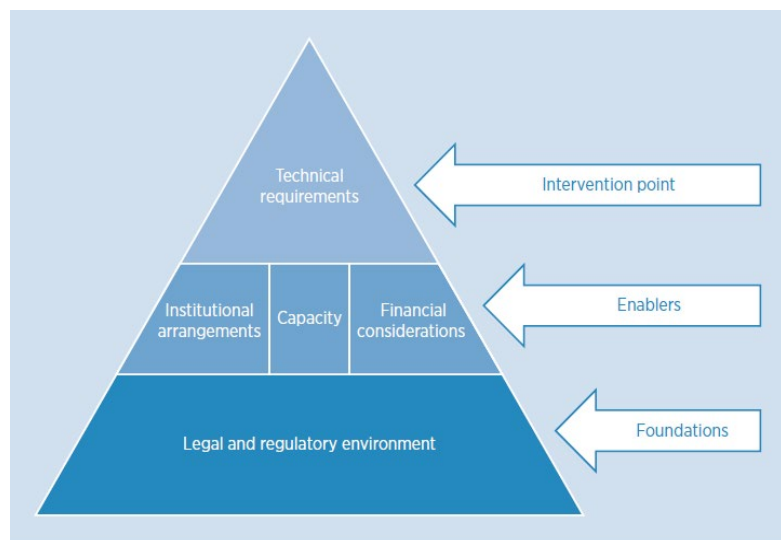 Technical
requirements
Intervention point
Institutional
arrangements
Capacity
Financial
considerations
Enablers
Legal and regulatory environment
Foundations